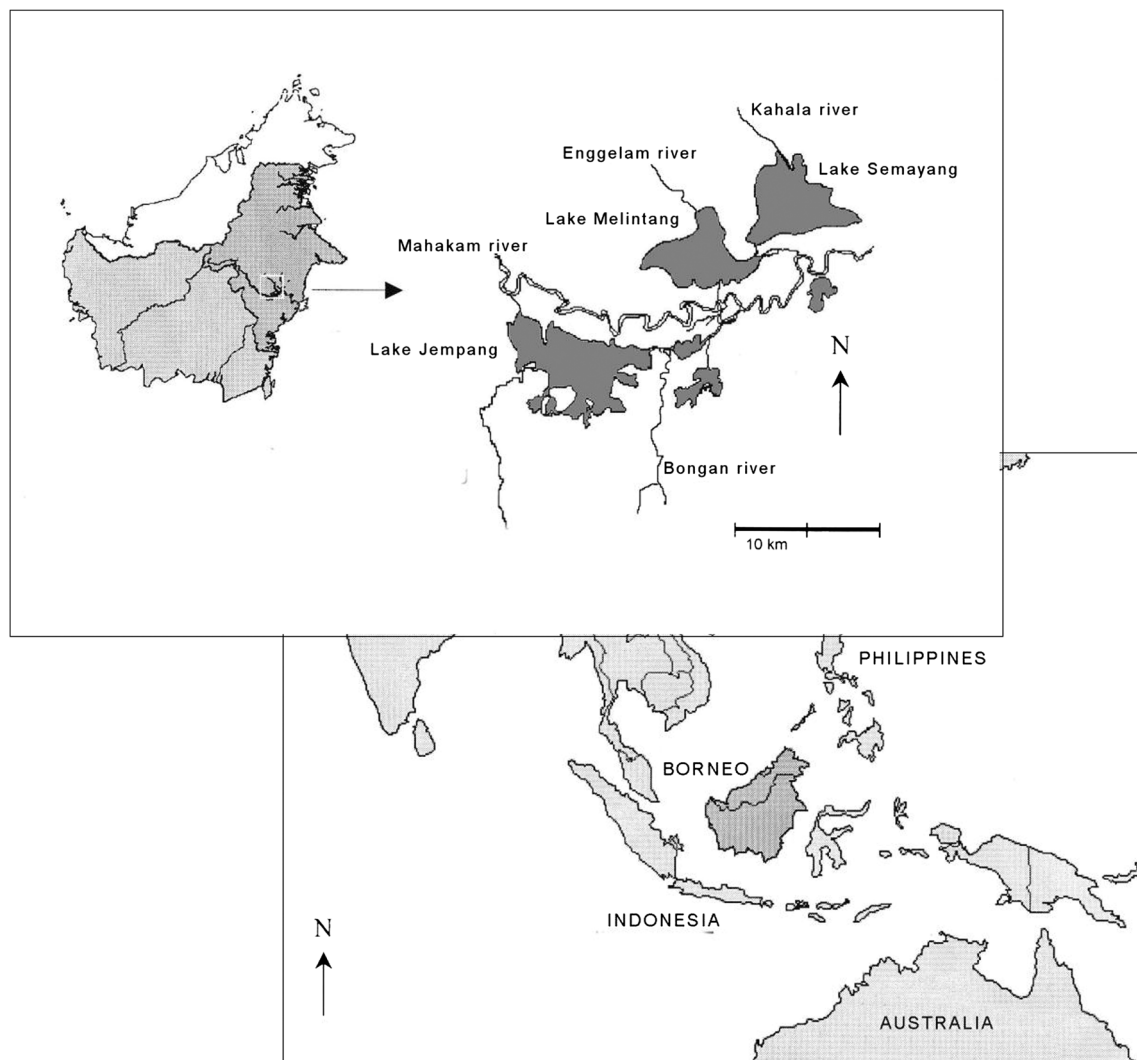 Kahala river
Enggelam river
Lake Semayang
Lake Melintang
Mahakam river
Lake Jempang
N
Bongan river
10 km
PHILIPPINES
BORNEO
INDONESIA
N
AUSTRALIA